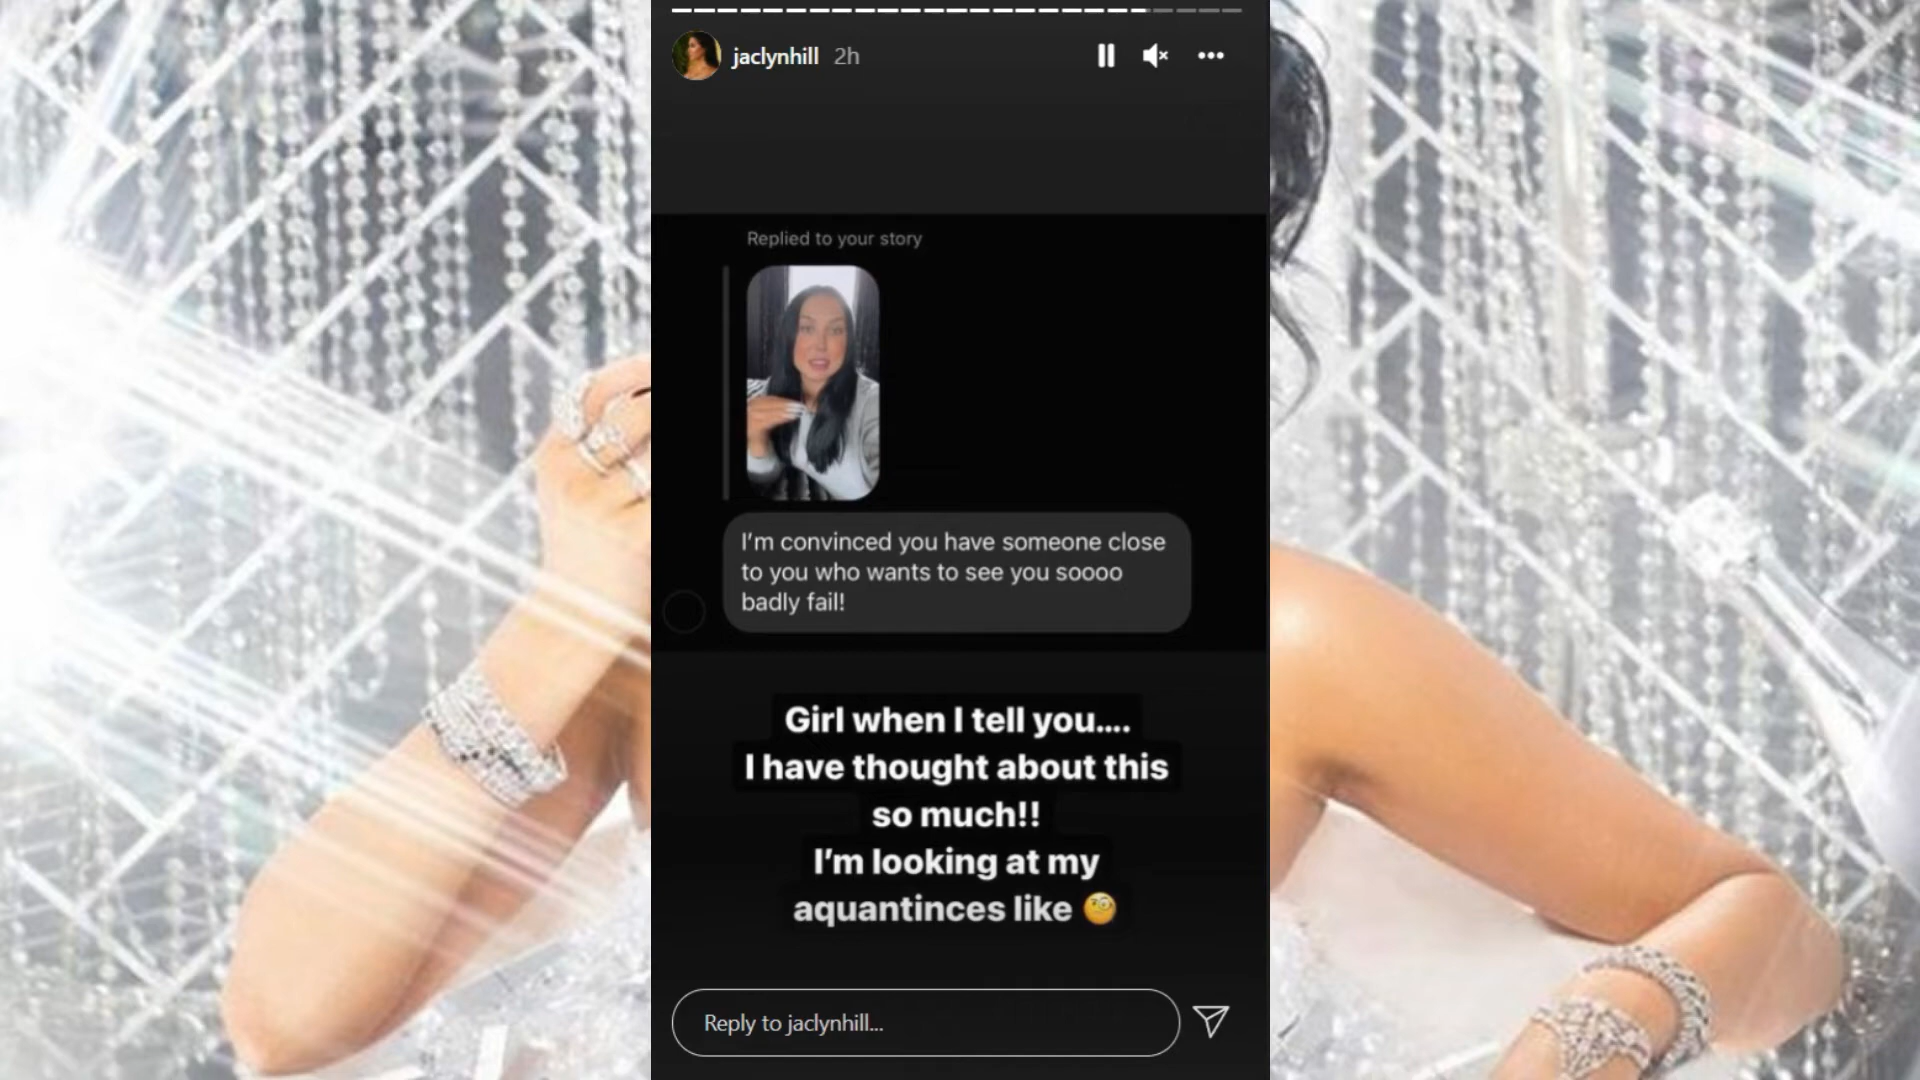 jaclynhill 2h
Replied to your story
I'm convinced you have someone close
to you who wants to see you soooo
badly fail!
Girl when I tell you....
I have thought about this
so much!!
I'm looking at my
aquantinces like 🧐
Reply to jaclynhill...